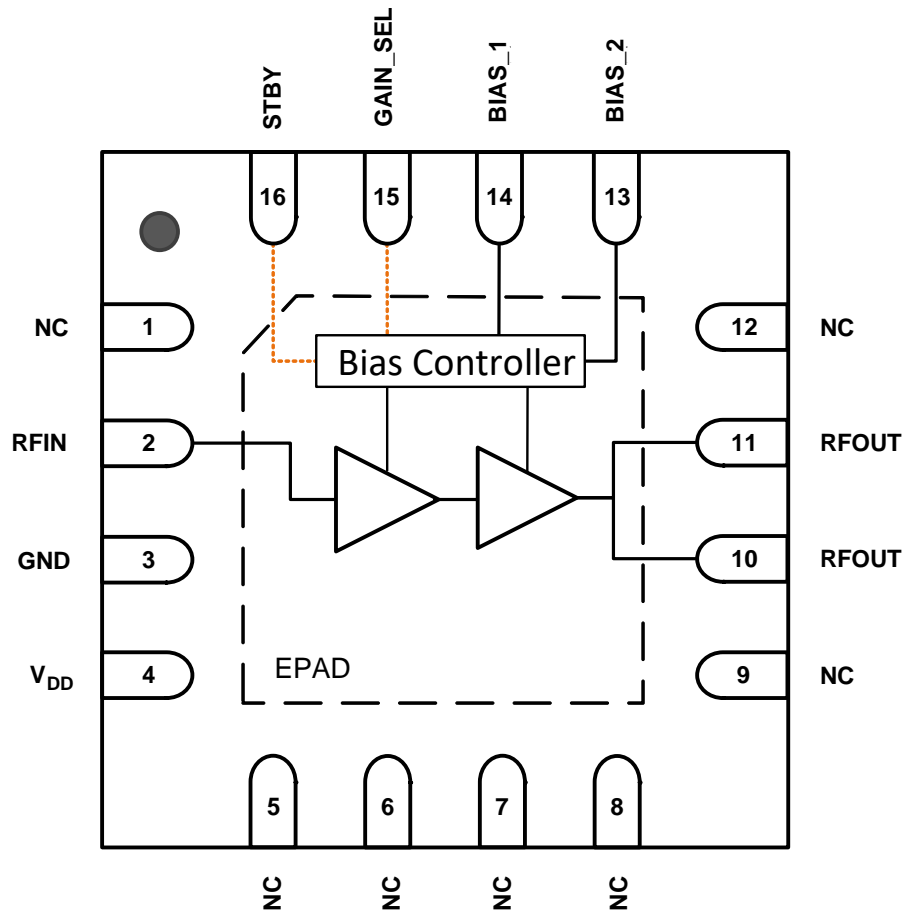 STBY
GAIN_SEL
BIAS_1
BIAS_2
16
15
14
13
NC 1
12 NC
Bias Controller
RFIN 2
11 RFOUT
GND 3
10 RFOUT
VDD 4
9 NC
EPAD
5
6
7
8
NC
NC
NC
NC